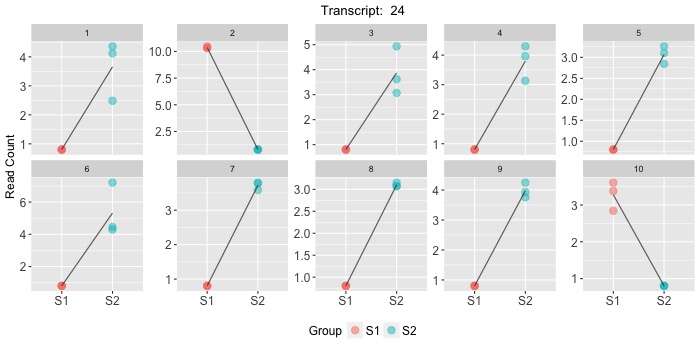 Transcript: 24
1 2 3 4 5
4 3 2 1
10.0 7.5 5.0 2.5
5 4 3 2 1
4 3 2 1
3.0 2.5 2.0 1.5 1.0
Read Count
6 7 8 9 10
6 4 2
3 2 1
3.0 2.5 2.0 1.5 1.0
4 3 2 1
3 2 1
S1 S2 S1 S2 S1 S2 S1 S2 S1 S2
Group S1 S2